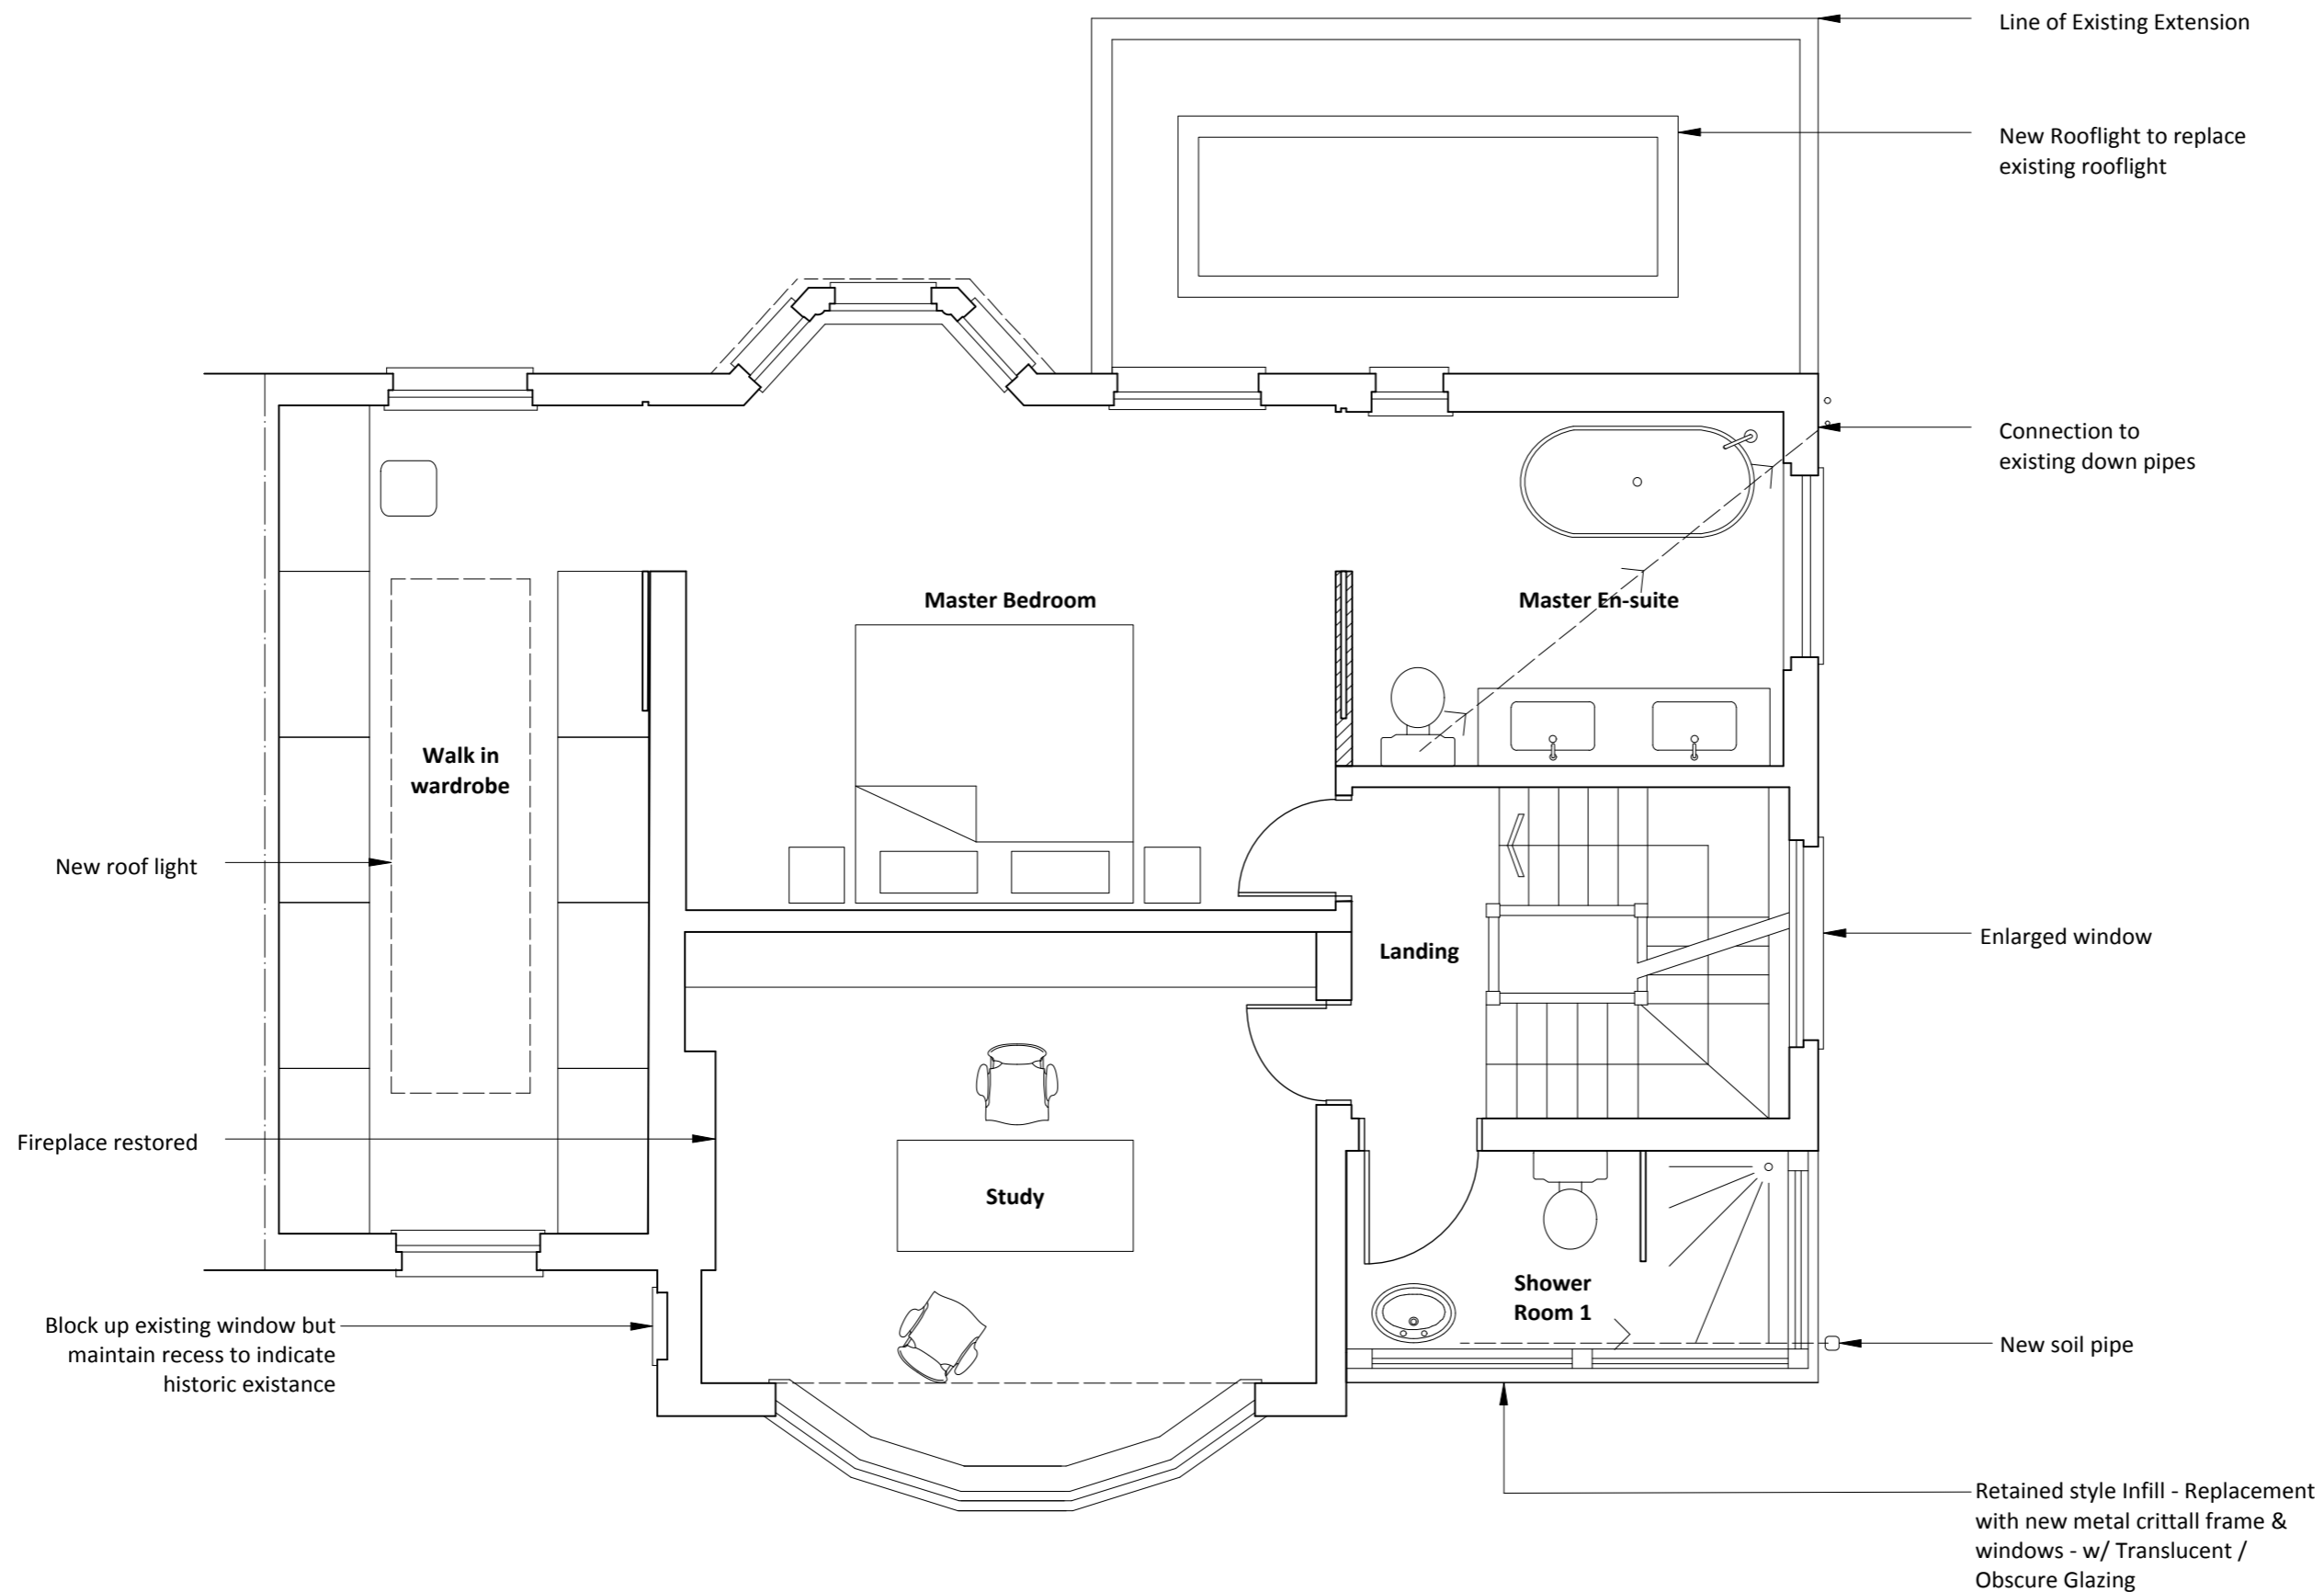 Line of Existing Extension
New Rooflight to replace
existing rooflight
Connection to
existing down pipes
Master Bedroom
Master En-suite
Walk in
wardrobe
New roof light
Landing
Enlarged window
Fireplace restored
Study
Shower
Room 1
Block up existing window but
maintain recess to indicate
historic existance
New soil pipe
Retained style Infill - Replacement
with new metal crittall frame &
windows - w/ Translucent /
Obscure Glazing